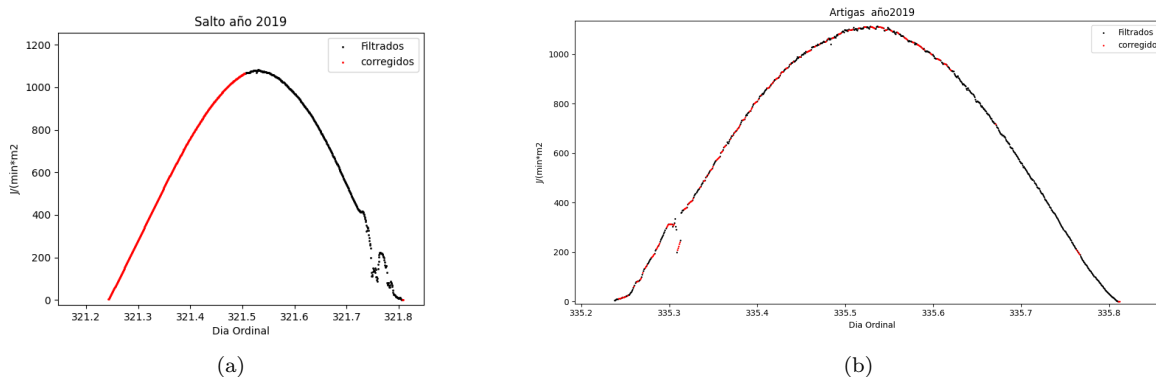 Salto año 2019
1200
1000
800
600
400
200
0
J/(min*m2
Filtrados
corregidos
321.2 321.3 321.4 321.5 321.6 321.7 321.8
Dia Ordinal
(a)
Artigas año2019
1000
800
600
400
200
0
J/(min*m2
Filtrados
corregidos
335.2 335.3 335.4 335.5 335.6 335.7 335.8
Dia Ordinal
(b)